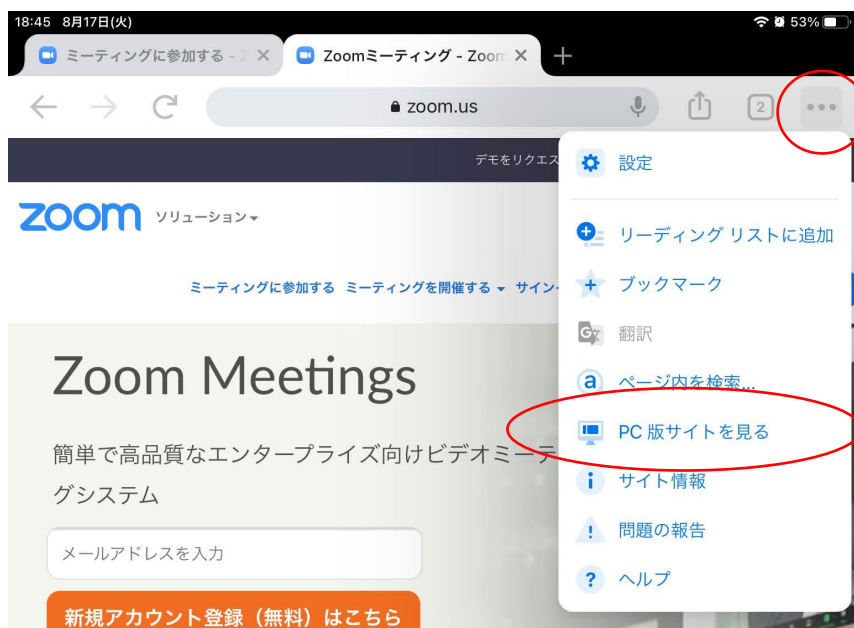 18:45 8月17日(火)
53%
ミーティングに参加する - Z
Zoomミーティング - Zoom
zoom.us
2
デモをリクエス
設定
zoom ソリューション
リーディング リストに追加
ミーティングに参加する ミーティングを開催する サインイ
ブックマーク
翻訳
Zoom Meetings
ページ内を検索...
PC 版サイトを見る
簡単で高品質なエンタープライズ向けビデオミーテ
グシステム
サイト情報
メールアドレスを入力
問題の報告
ヘルプ
新規アカウント登録（無料）はこちら